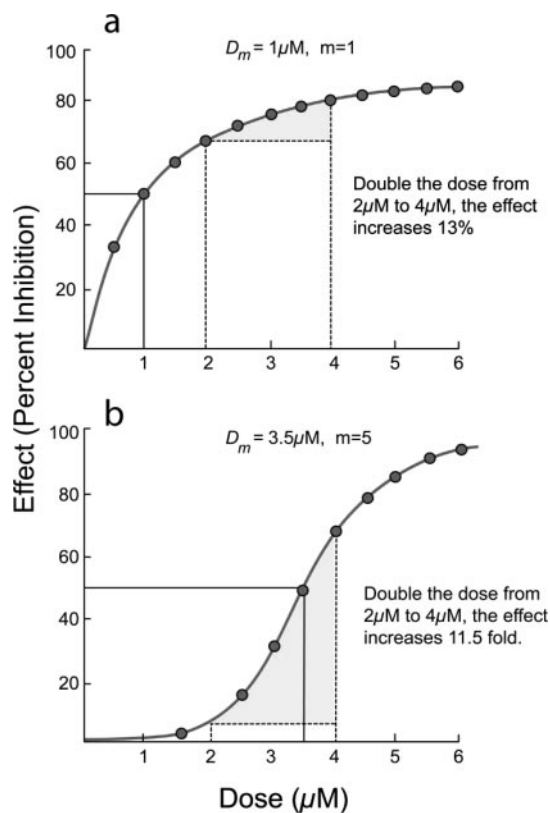 a
D_m = 1µM, m=1
100
80
60
40
20
Double the dose from
2µM to 4µM, the effect
increases 13%
1 2 3 4 5 6
Effect (Percent Inhibition)
b
D_m = 3.5µM, m=5
100
80
60
40
20
Double the dose from
2µM to 4µM, the effect
increases 11.5 fold.
1 2 3 4 5 6
Dose (µM)